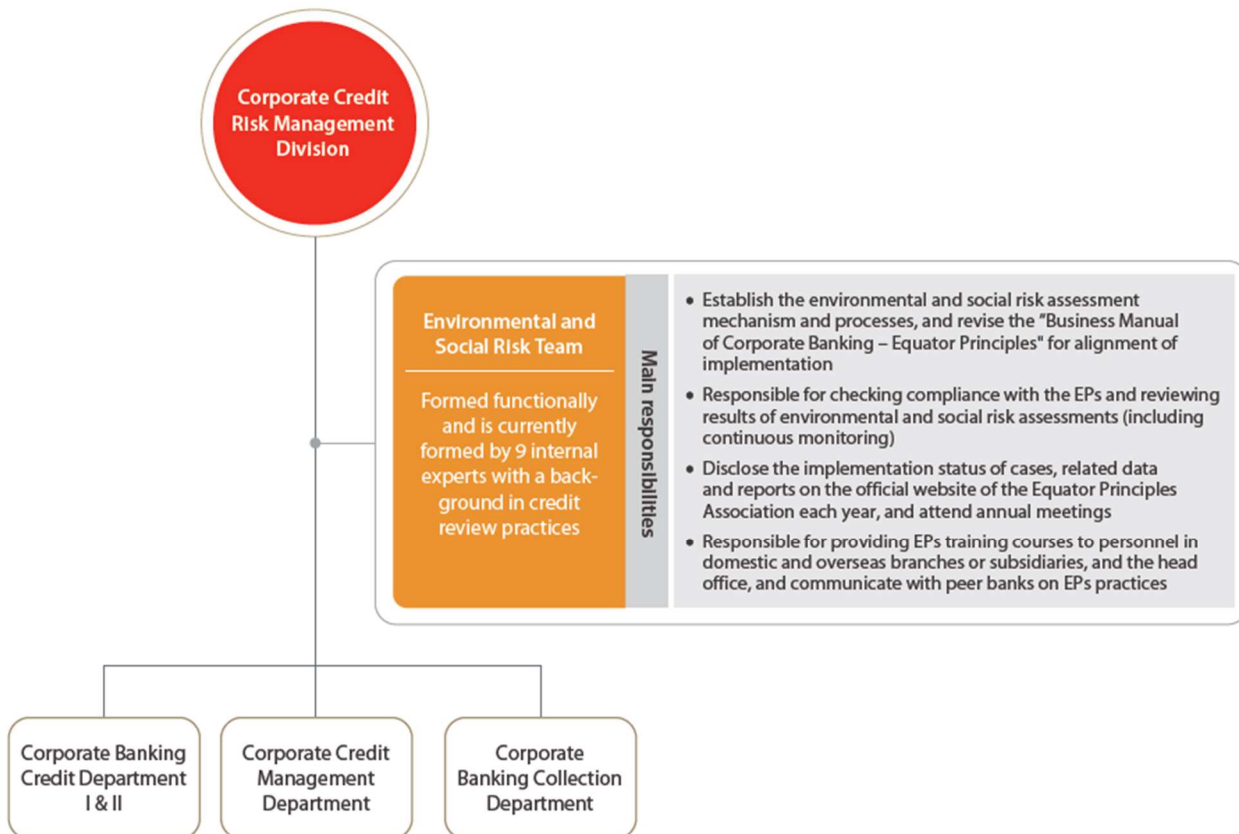 Corporate Credit
Risk Management
Division
Environmental and
Social Risk Team
Formed functionally
and is currently
formed by 9 internal
experts with a back-
ground in credit
review practices
Main responsibilities
• Establish the environmental and social risk assessment
mechanism and processes, and revise the "Business Manual
of Corporate Banking – Equator Principles" for alignment of
implementation
• Responsible for checking compliance with the EPs and reviewing
results of environmental and social risk assessments (including
continuous monitoring)
• Disclose the implementation status of cases, related data
and reports on the official website of the Equator Principles
Association each year, and attend annual meetings
• Responsible for providing EPs training courses to personnel in
domestic and overseas branches or subsidiaries, and the head
office, and communicate with peer banks on EPs practices
Corporate Banking
Credit Department
I & II
Corporate Credit
Management
Department
Corporate
Banking Collection
Department